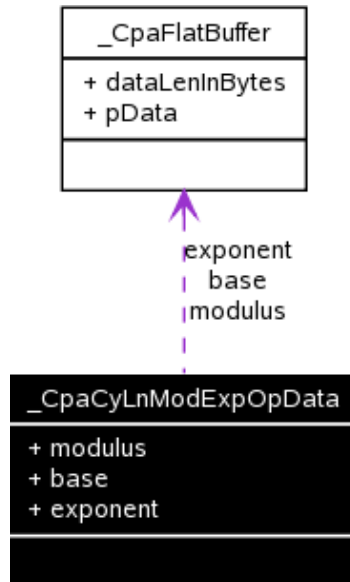 _CpaFlatBuffer
+ dataLenInBytes
+ pData
exponent
base
modulus
_CpaCyLnModExpOpData
+ modulus
+ base
+ exponent